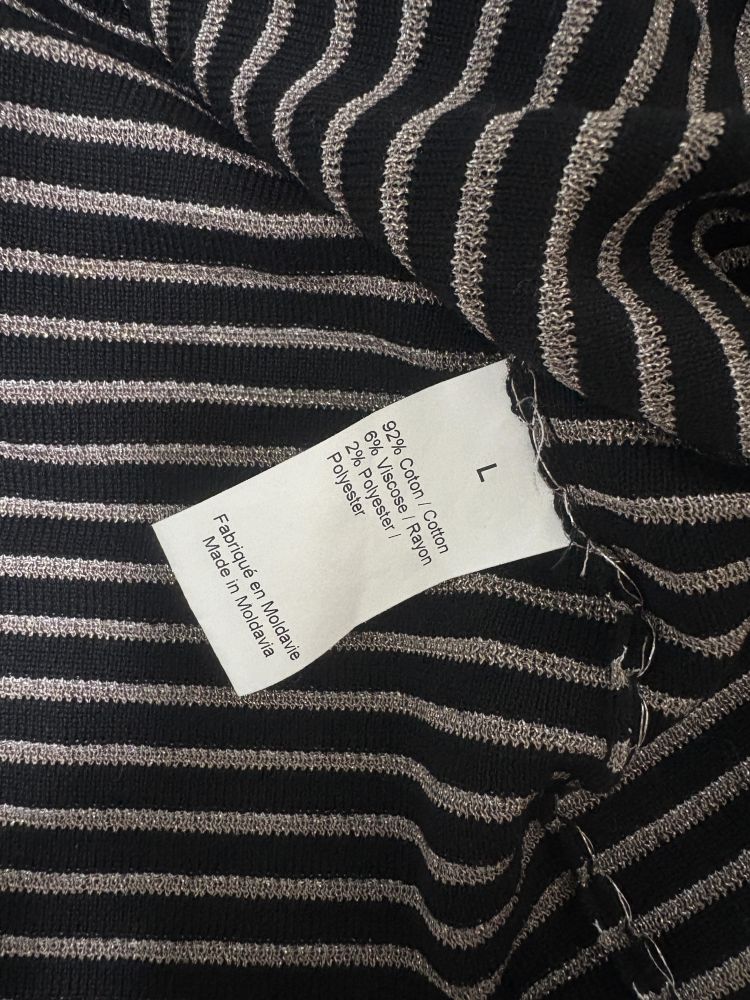 L
92% Coton / Cotton
6% Viscose / Rayon
2% Polyester /
Polyester
Fabriqué en Moldavie
Made in Moldavia